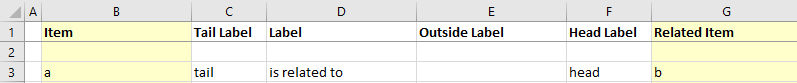 A B C D E F G
1 Item Tail Label Label Outside Label Head Label Related Item
2
3 a tail is related to head b